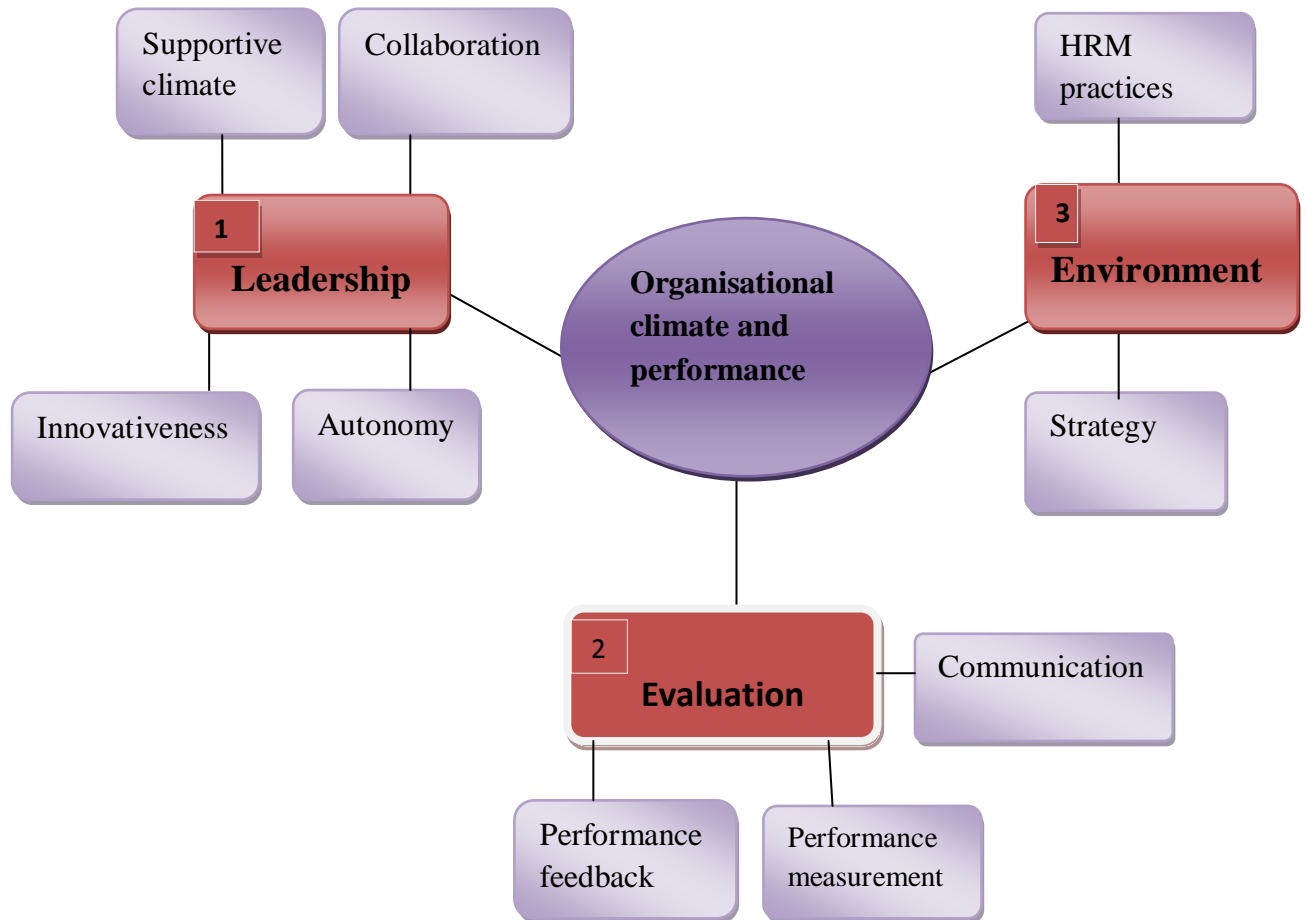 Supportive
climate
Collaboration
HRM
practices
1
Leadership
3
Environment
Organisational
climate and
performance
Innovativeness
Autonomy
Strategy
2
Evaluation
Communication
Performance
feedback
Performance
measurement